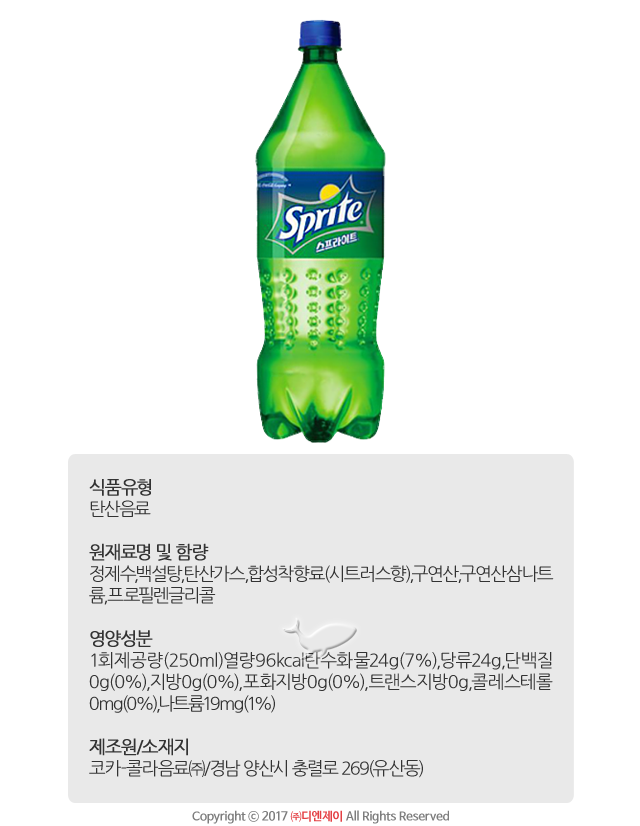 Sprite
스프라이트
식품유형
탄산음료
원재료명 및 함량
정제수,백설탕,탄산가스,합성착향료(시트러스향),구연산,구연산삼나트
륨,프로필렌글리콜
영양성분
1회제공량(250ml)열량96kcal탄수화물24g(7%),당류24g,단백질
0g(0%),지방0g(0%),포화지방0g(0%),트랜스지방0g,콜레스테롤
0mg(0%),나트륨19mg(1%)
제조원/소재지
코카-콜라음료㈜/경남 양산시 충렬로 269(유산동)
Copyright ⓒ 2017 ㈜디엔제이 All Rights Reserved